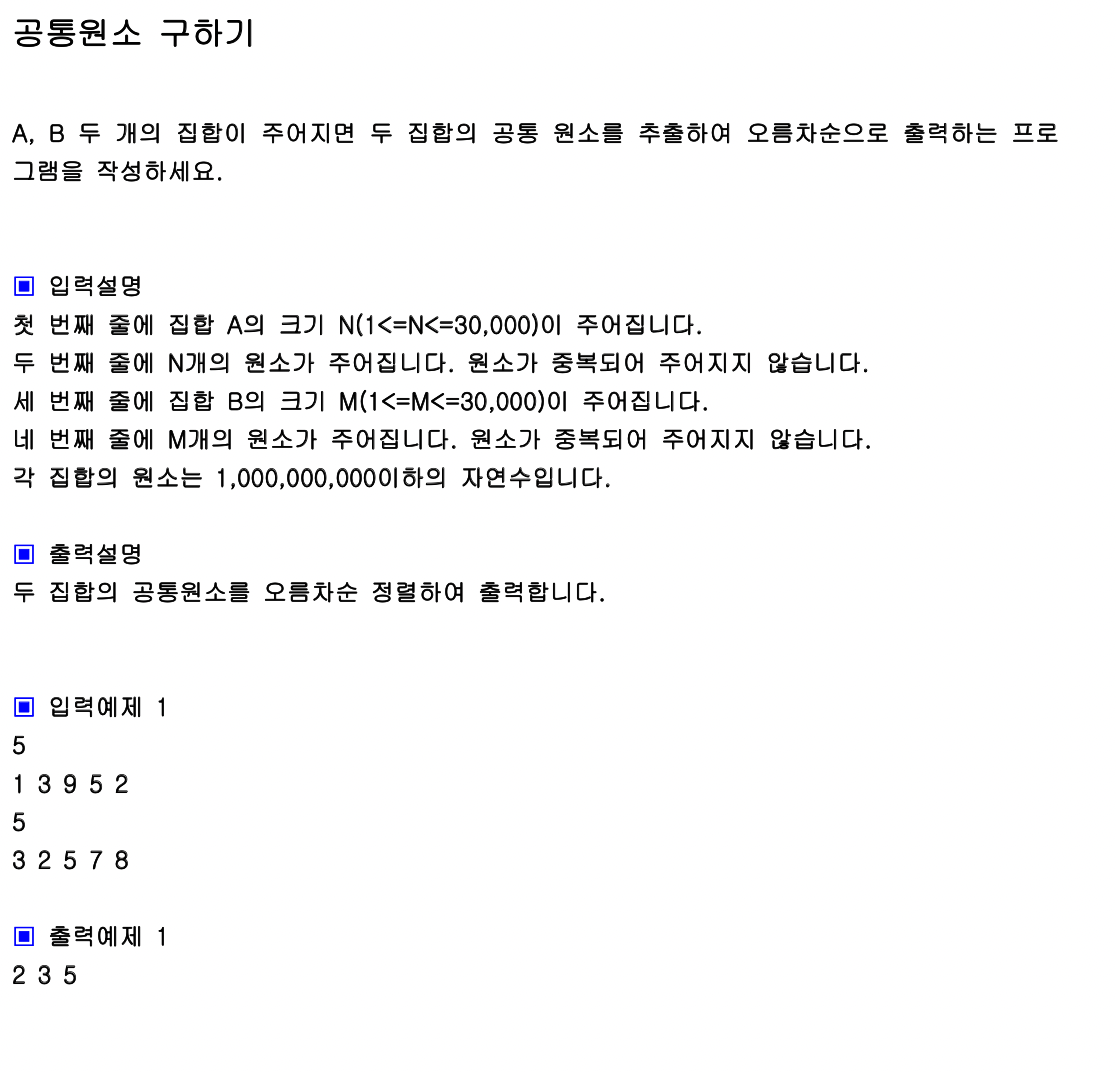 공통원소 구하기
A, B 두 개의 집합이 주어지면 두 집합의 공통 원소를 추출하여 오름차순으로 출력하는 프로
그램을 작성하세요.
▣ 입력설명
첫 번째 줄에 집합 A의 크기 N(1<=N<=30,000)이 주어집니다.
두 번째 줄에 N개의 원소가 주어집니다. 원소가 중복되어 주어지지 않습니다.
세 번째 줄에 집합 B의 크기 M(1<=M<=30,000)이 주어집니다.
네 번째 줄에 M개의 원소가 주어집니다. 원소가 중복되어 주어지지 않습니다.
각 집합의 원소는 1,000,000,000이하의 자연수입니다.
▣ 출력설명
두 집합의 공통원소를 오름차순 정렬하여 출력합니다.
▣ 입력예제 1
5
1 3 9 5 2
5
3 2 5 7 8
▣ 출력예제 1
2 3 5